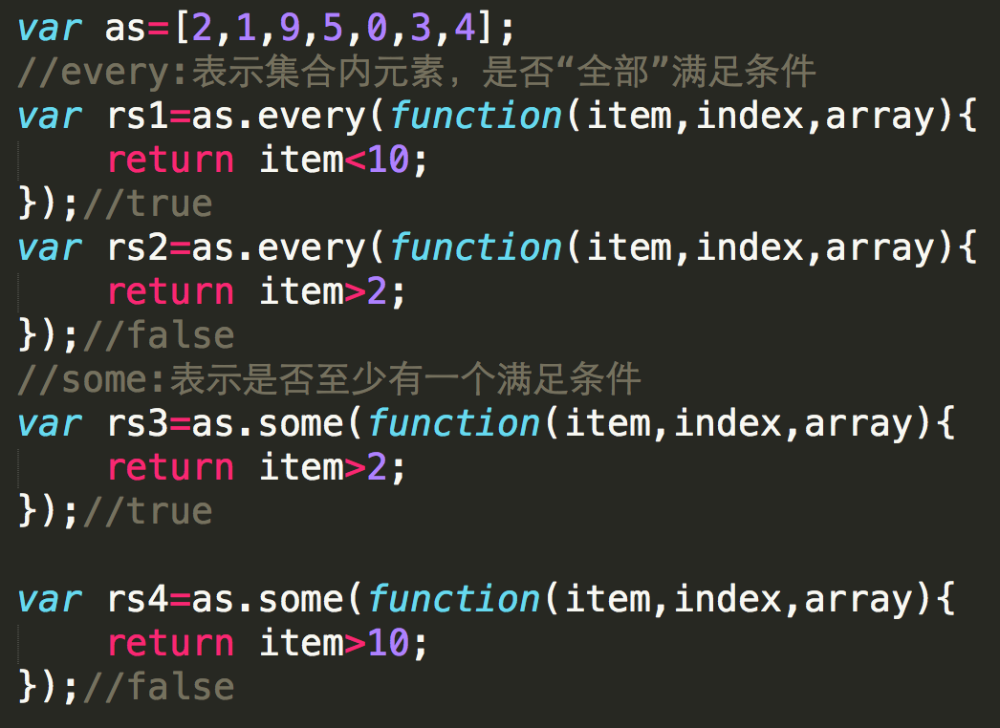 var as=[2,1,9,5,0,3,4];
//every:表示集合内元素，是否“全部”满足条件
var rs1=as.every(function(item,index,array){
    return item<10;
});//true
var rs2=as.every(function(item,index,array){
    return item>2;
});//false
//some:表示是否至少有一个满足条件
var rs3=as.some(function(item,index,array){
    return item>2;
});//true

var rs4=as.some(function(item,index,array){
    return item>10;
});//false